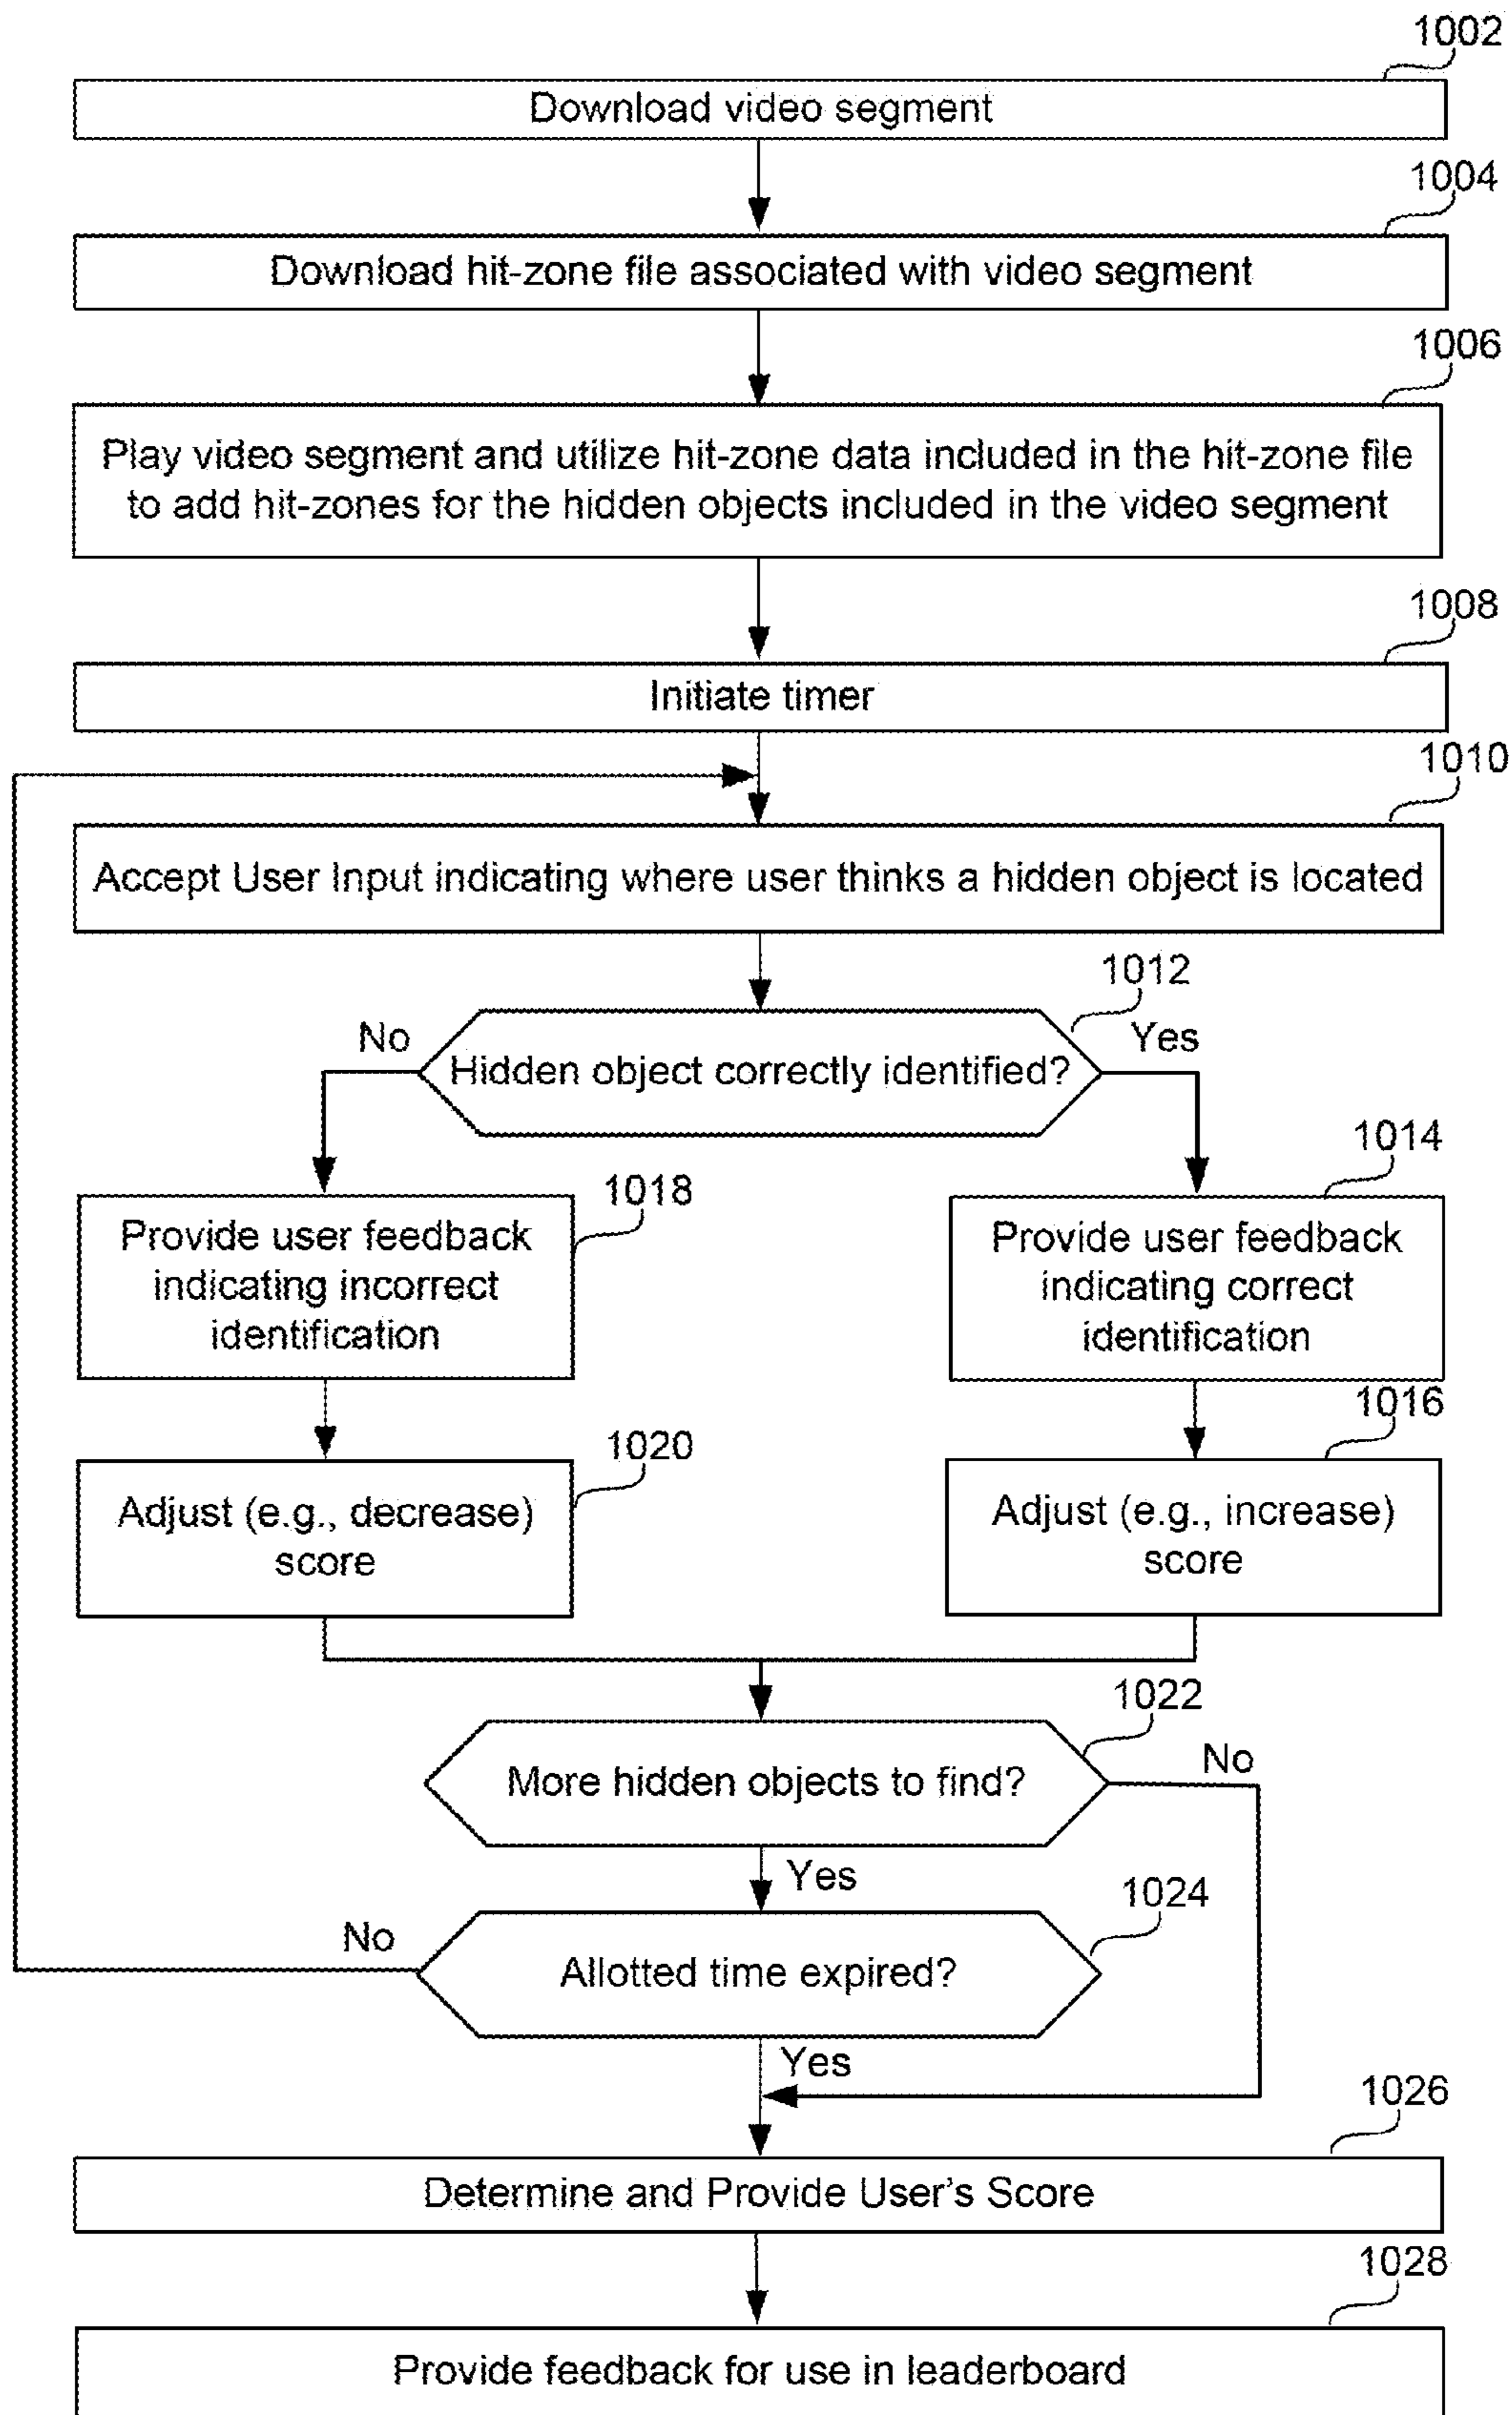 1002
Download video segment
1004
Download hit-zone file associated with video segment
1006
Play video segment and utilize hit-zone data included in the hit-zone file
to add hit-zones for the hidden objects included in the video segment
1008
Initiate timer
1010
Accept User Input indicating where user thinks a hidden object is located
1012
No
Yes
Hidden object correctly identified?
1014
1018
Provide user feedback
indicating incorrect
identification
Provide user feedback
indicating correct
identification
1016
1020
Adjust (e.g., decrease)
score
Adjust (e.g., increase)
score
1022
No
More hidden objects to find?
Yes
1024
No
Allotted time expired?
Yes
1026
Determine and Provide User's Score
1028
Provide feedback for use in leaderboard